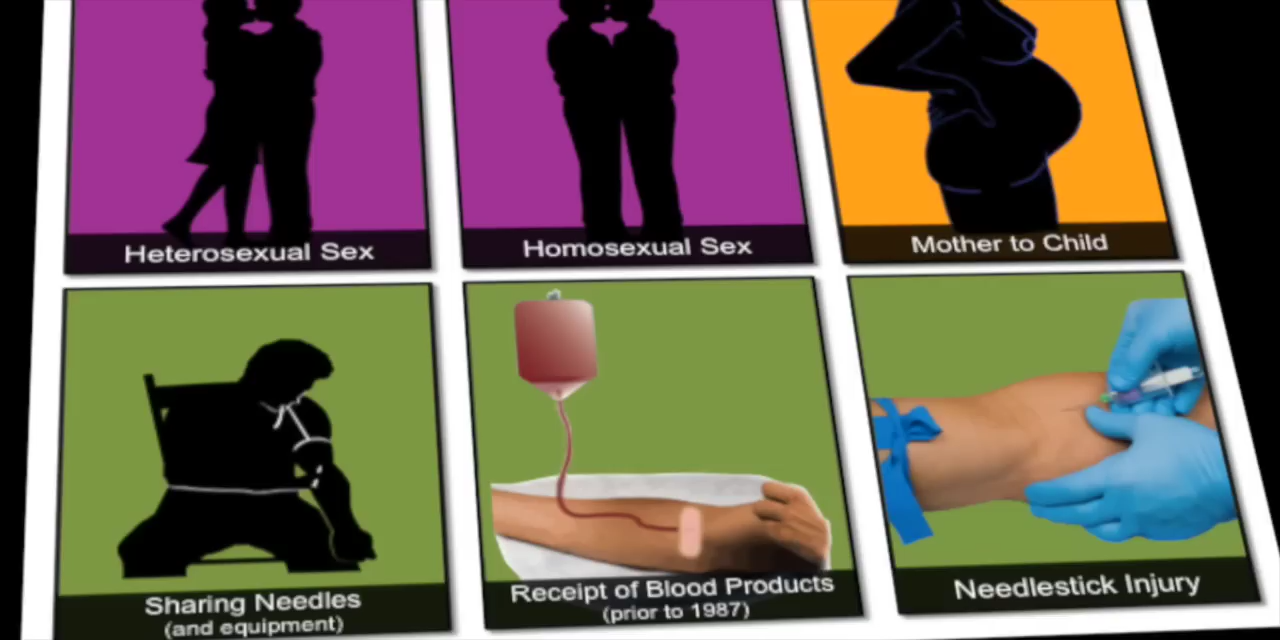 Heterosexual Sex
Homosexual Sex
Mother to Child
Sharing Needles
(and equipment)
Receipt of Blood Products
(prior to 1987)
Needlestick Injury